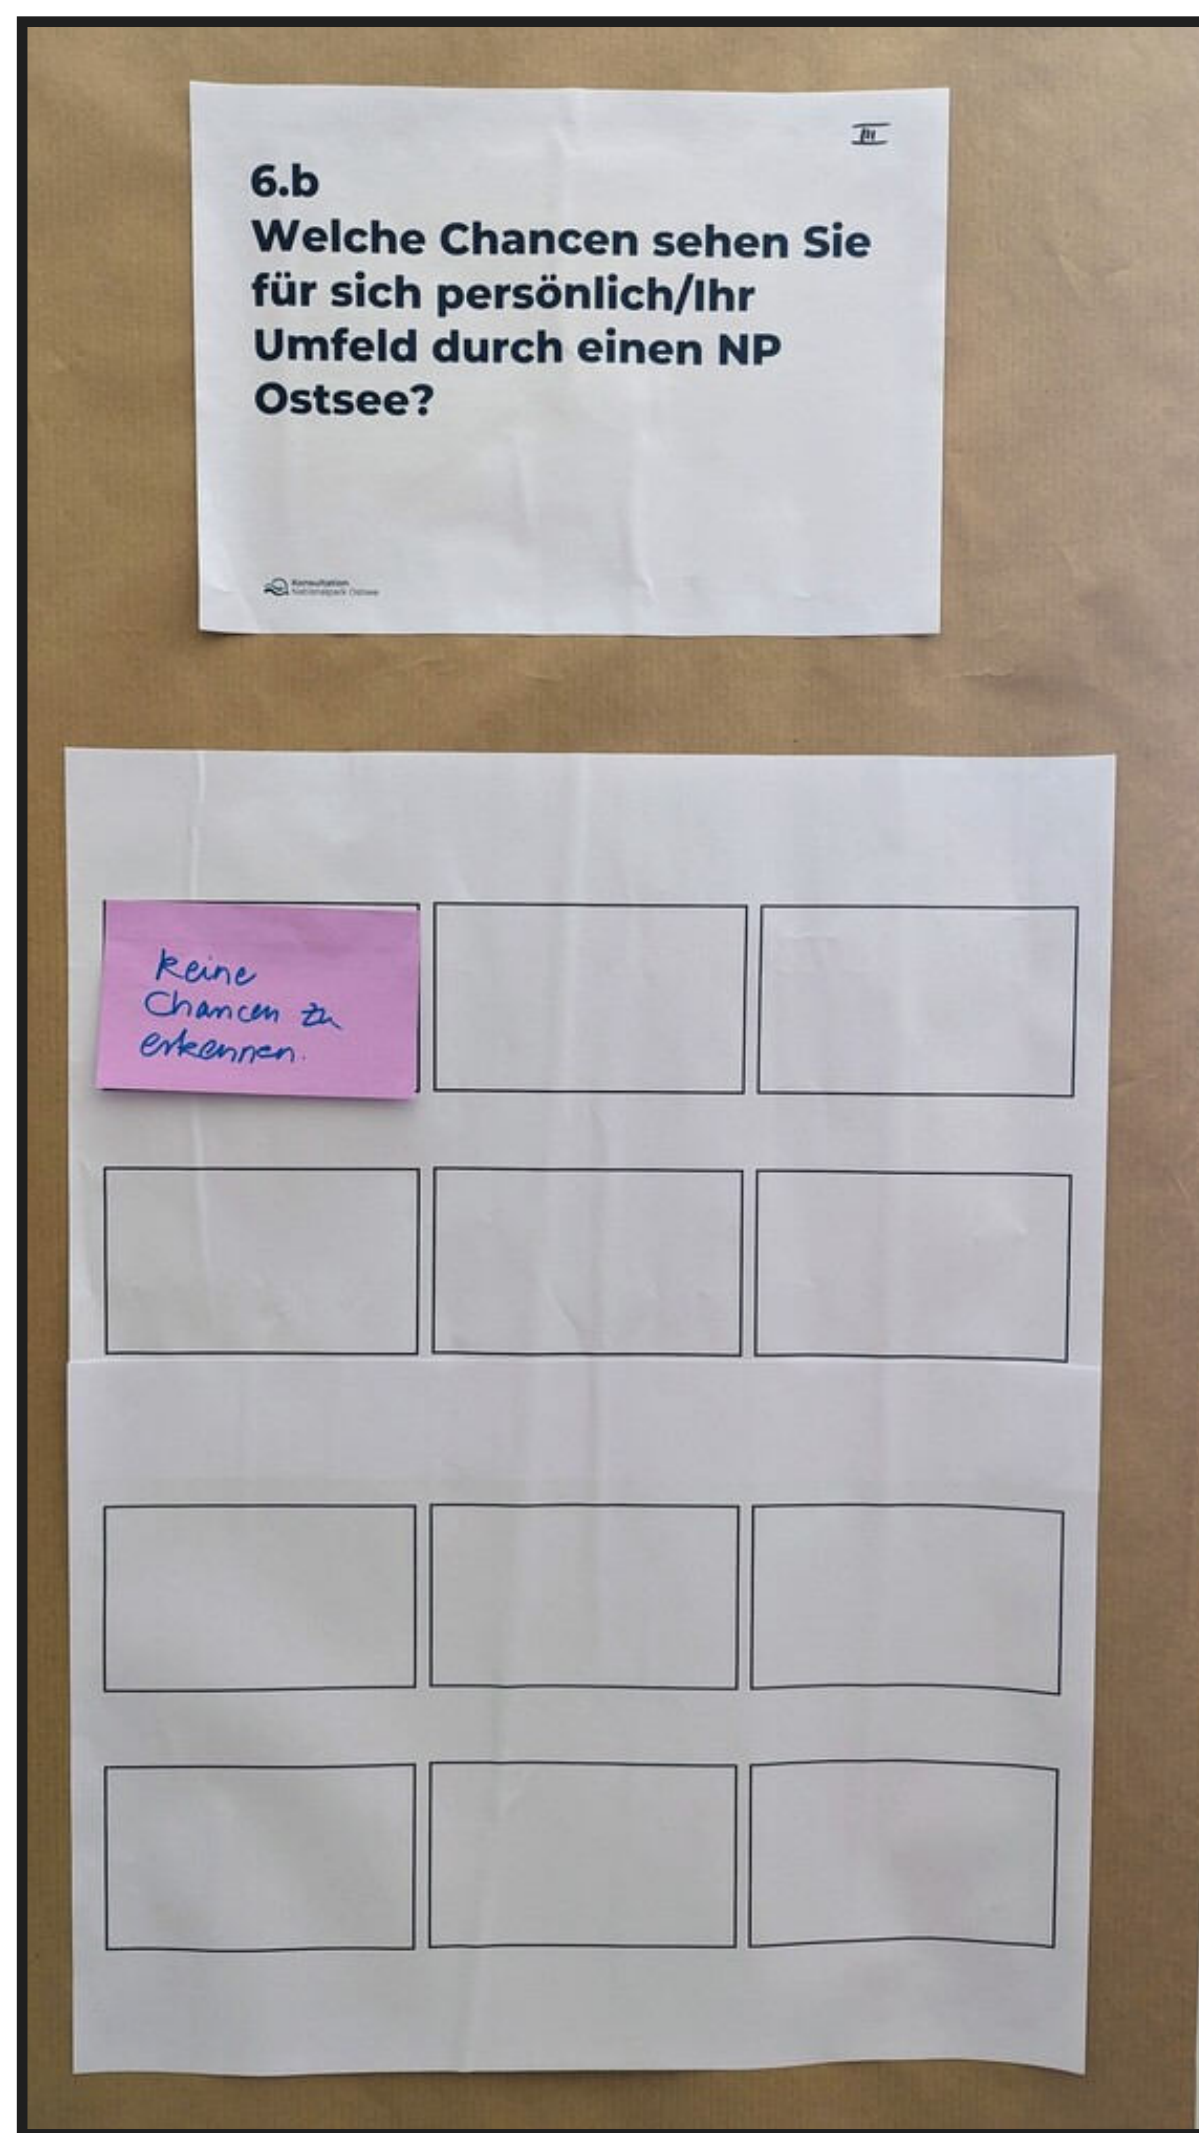 III
6.b
Welche Chancen sehen Sie
für sich persönlich/Ihr
Umfeld durch einen NP
Ostsee?
Konsultation
Nationalpark Ostsee
keine
Chancen zu
erkennen.